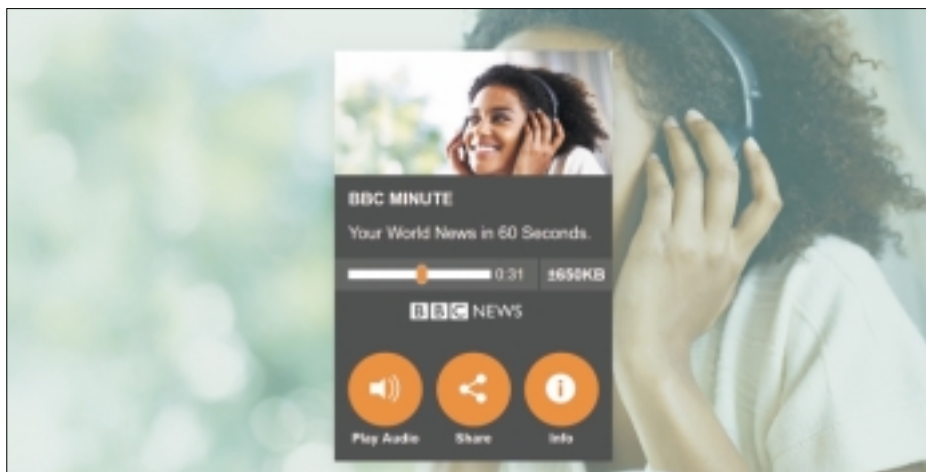 BBC MINUTE
Your World News in 60 Seconds.
0:31 ±650KB
BBC NEWS
Play Audio Share Info